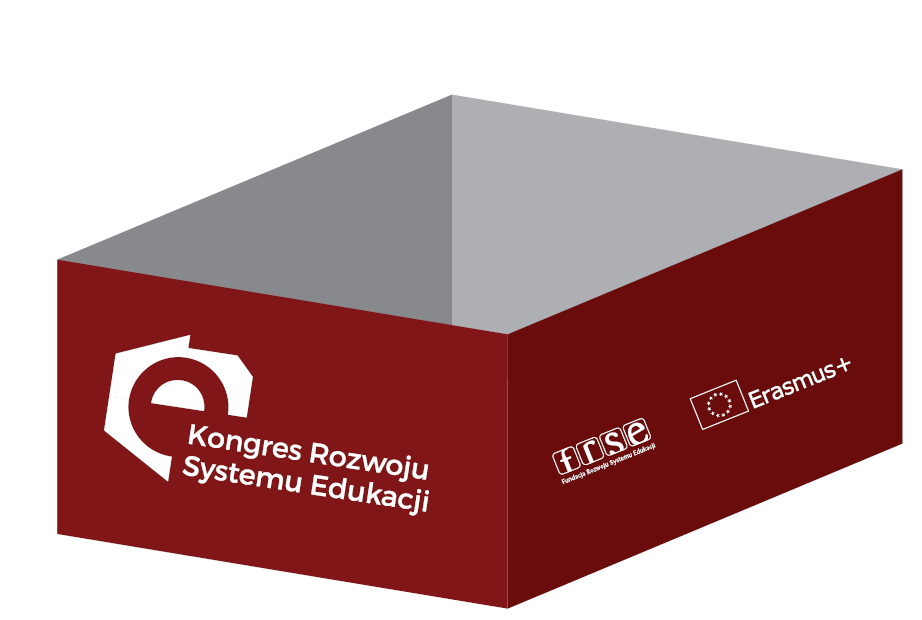 Kongres Rozwoju
Systemu Edukacji
frse
Fundacja Rozwoju Systemu Edukacji
Erasmus+